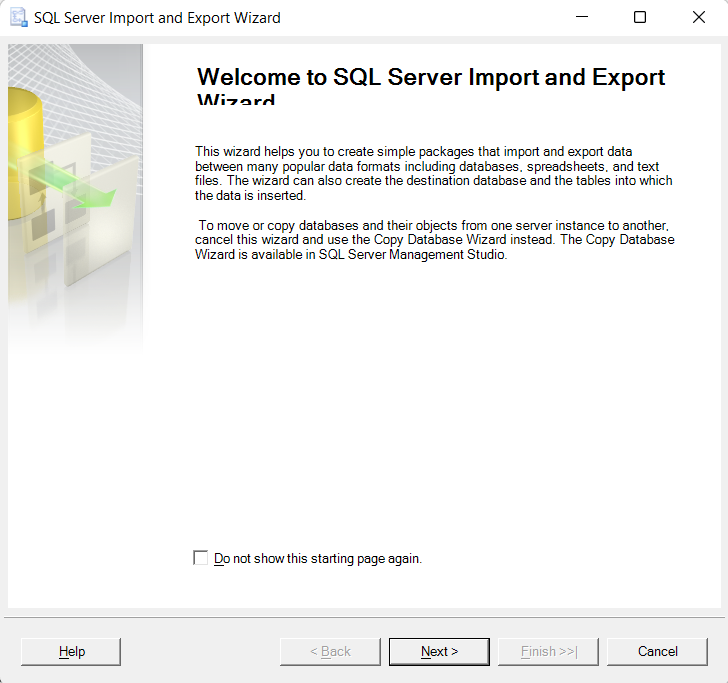 SQL Server Import and Export Wizard
Welcome to SQL Server Import and Export
Wizard
This wizard helps you to create simple packages that import and export data
between many popular data formats including databases, spreadsheets, and text
files. The wizard can also create the destination database and the tables into which
the data is inserted.
To move or copy databases and their objects from one server instance to another,
cancel this wizard and use the Copy Database Wizard instead. The Copy Database
Wizard is available in SQL Server Management Studio.
Do not show this starting page again.
Help
< Back
Next >
Finish >>|
Cancel